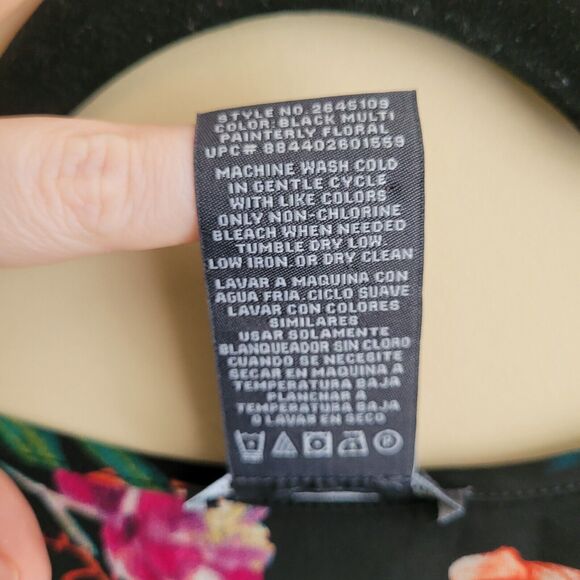 STYLE NO. 2645109
COLOR: BLACK MULTI
PAINTERLY FLORAL
UPC# 884402601559
MACHINE WASH COLD
IN GENTLE CYCLE
WITH LIKE COLORS
ONLY NON-CHLORINE
BLEACH WHEN NEEDED
TUMBLE DRY LOW.
LOW IRON. OR DRY CLEAN
LAVAR A MAQUINA CON
AGUA FRIA. CICLO SUAVE
LAVAR CON COLORES
SIMILARES
USAR SOLAMENTE
BLANQUEADOR SIN CLORO
CUANDO SE NECESITE
SECAR EN MAQUINA A
TEMPERATURA BAJA
PLANCHAR A
TEMPERATURA BAJA
O LAVAR EN SECO